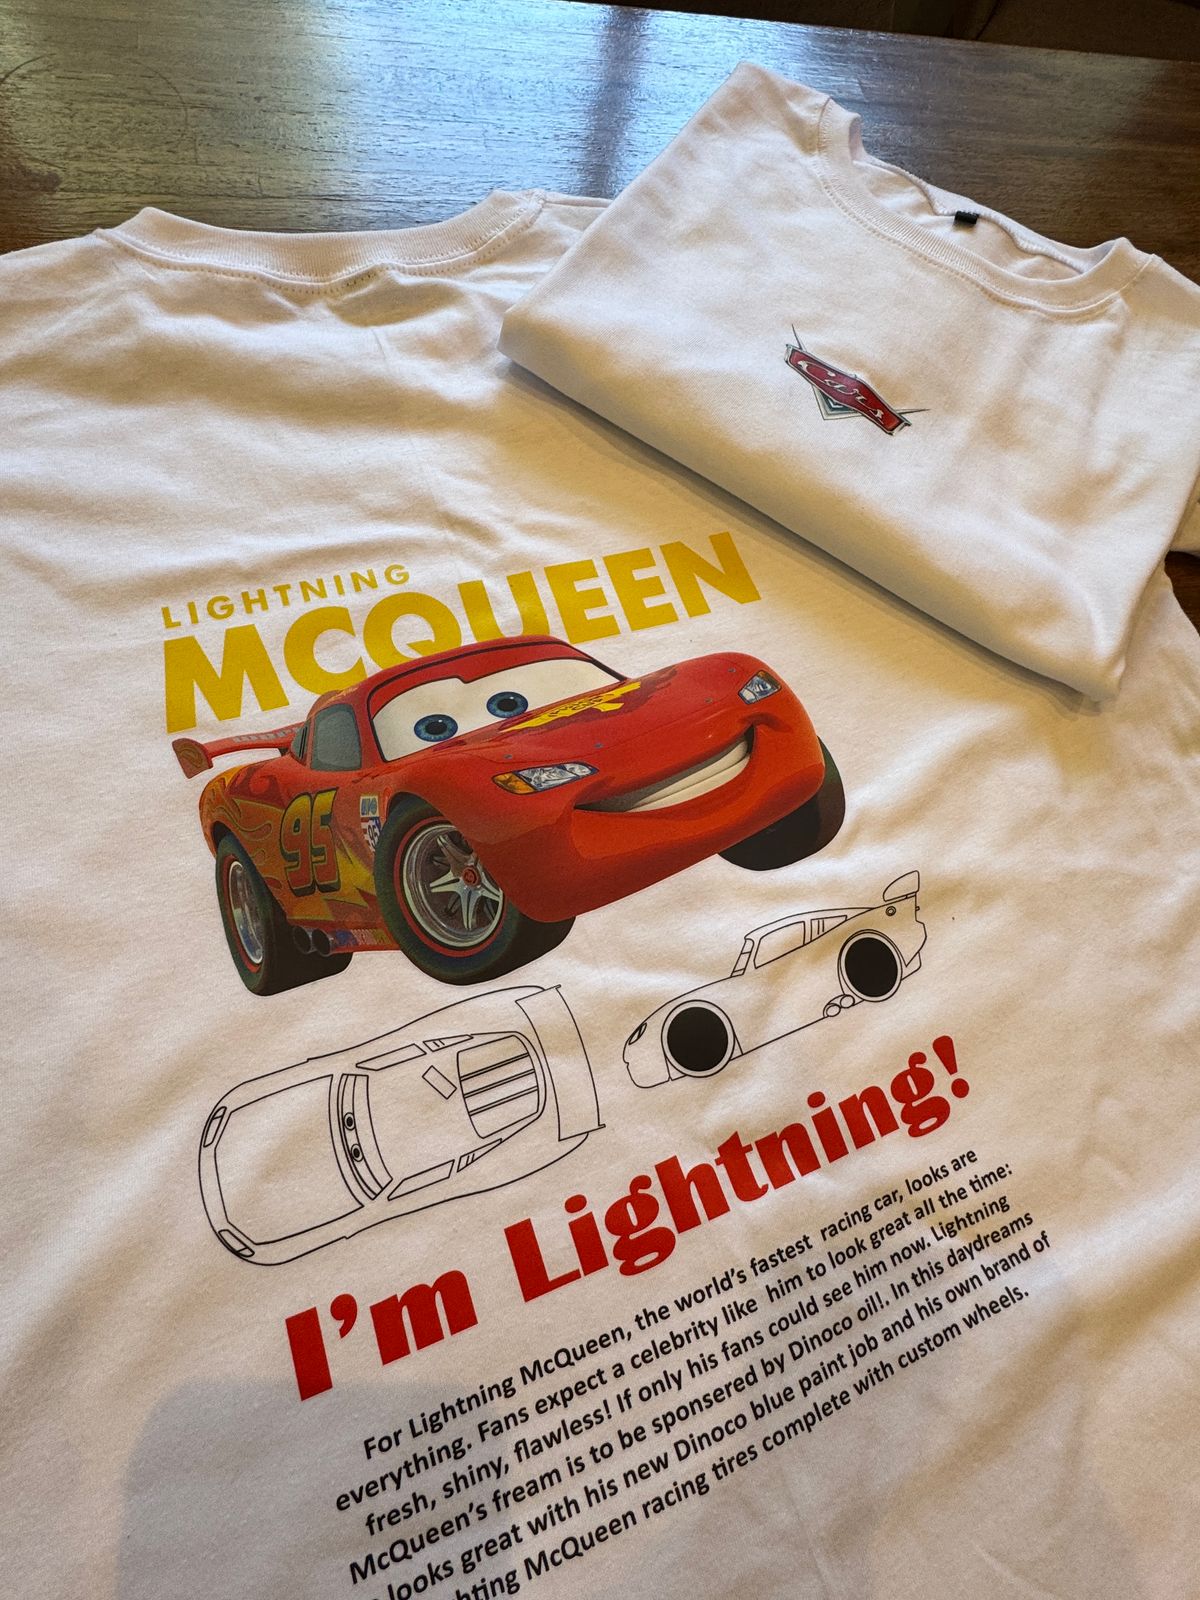 Cars
LIGHTNING
MCQUEEN
95
I'm Lightning!
For Lightning McQueen, the world's fastest racing car, looks are
everything. Fans expect a celebrity like him to look great all the time:
fresh, shiny, flawless! If only his fans could see him now. Lightning
McQueen's fream is to be sponsered by Dinoco oil!. In this daydreams
looks great with his new Dinoco blue paint job and his own brand of
McQueen racing tires complete with custom wheels.